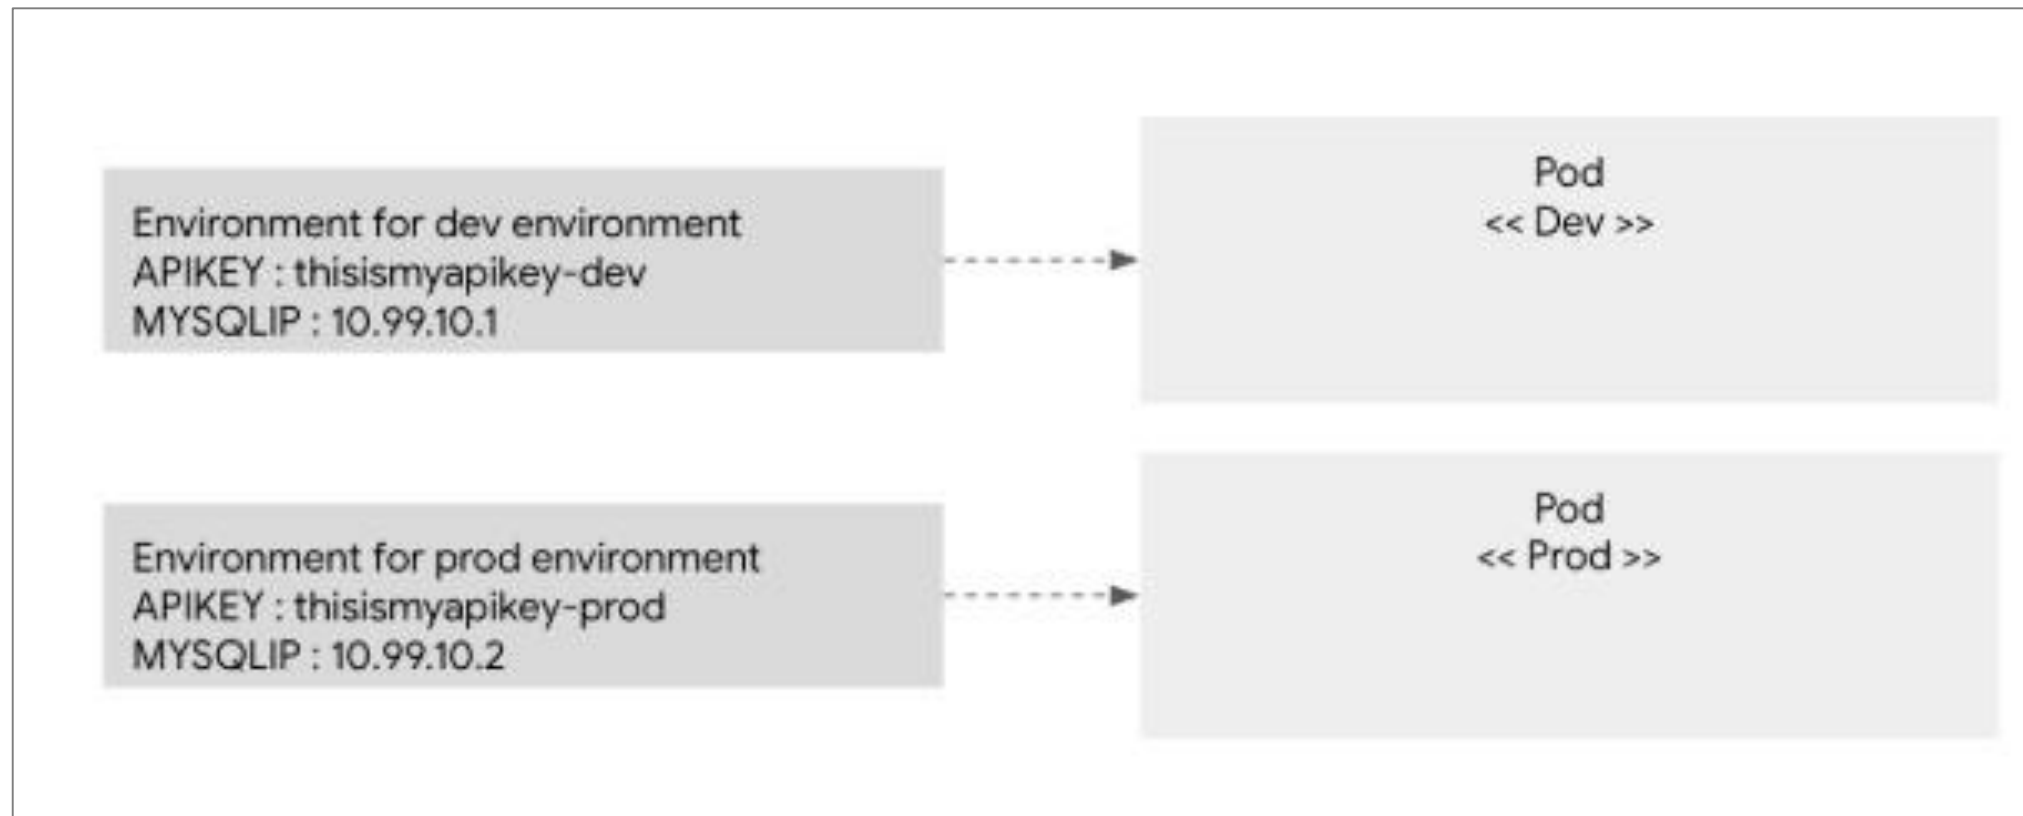 Environment for dev environment
APIKEY : thisismyapikey-dev
MYSQLIP : 10.99.10.1
Pod
<< Dev >>
Environment for prod environment
APIKEY : thisismyapikey-prod
MYSQLIP : 10.99.10.2
Pod
<< Prod >>